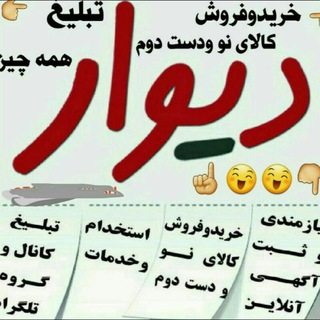 خریدوفروش
تبلیغ
کالای نو ودست دوم
همه چیز
دیوار
نیازمندی
و ثبت
آگهی
آنلاین
خریدوفروش
کالای نو
و دست دوم
استخدام
وخدمات
تبلیغ
کانال و
گروه
تلگرام